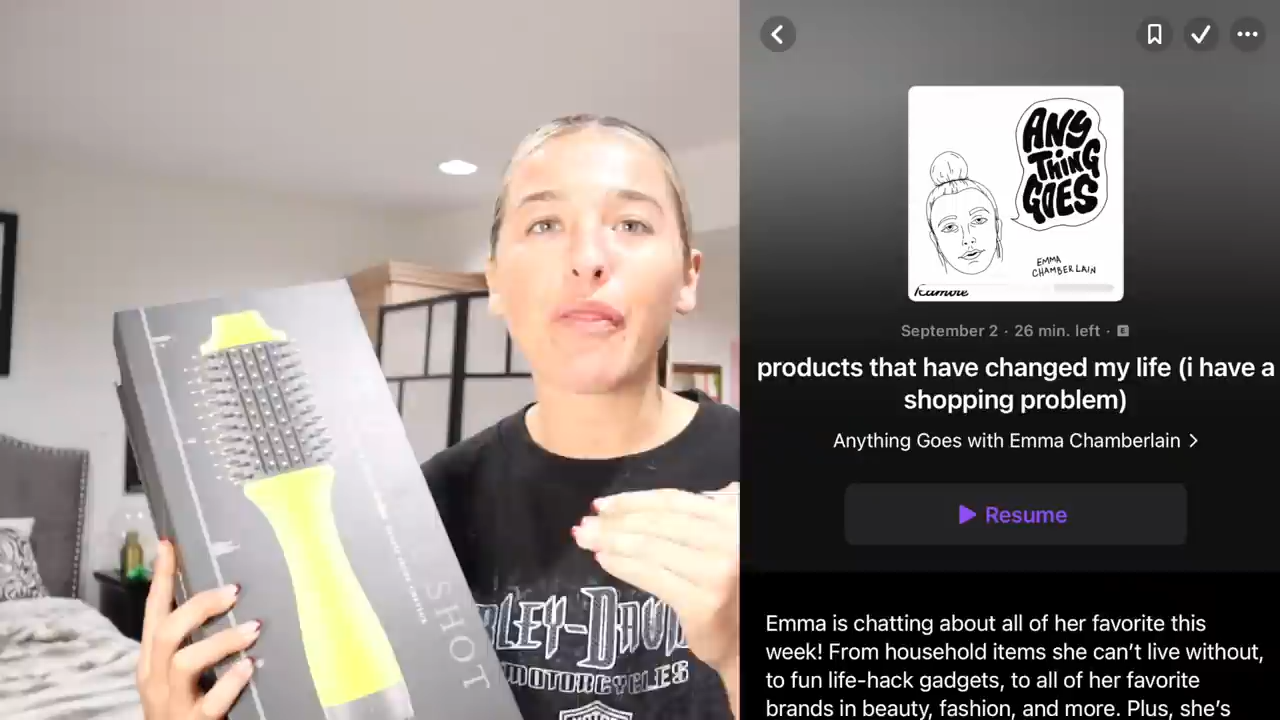 SHOT
RLEY-DAVI
MOTORCYCLES
ANY
THING
GOES
EMMA
CHAMBERLAIN
Ramble
September 2 · 26 min. left · E
products that have changed my life (i have a
shopping problem)
Anything Goes with Emma Chamberlain
Resume
Emma is chatting about all of her favorite this
week! From household items she can’t live without,
to fun life-hack gadgets, to all of her favorite
brands in beauty, fashion, and more. Plus, she’s